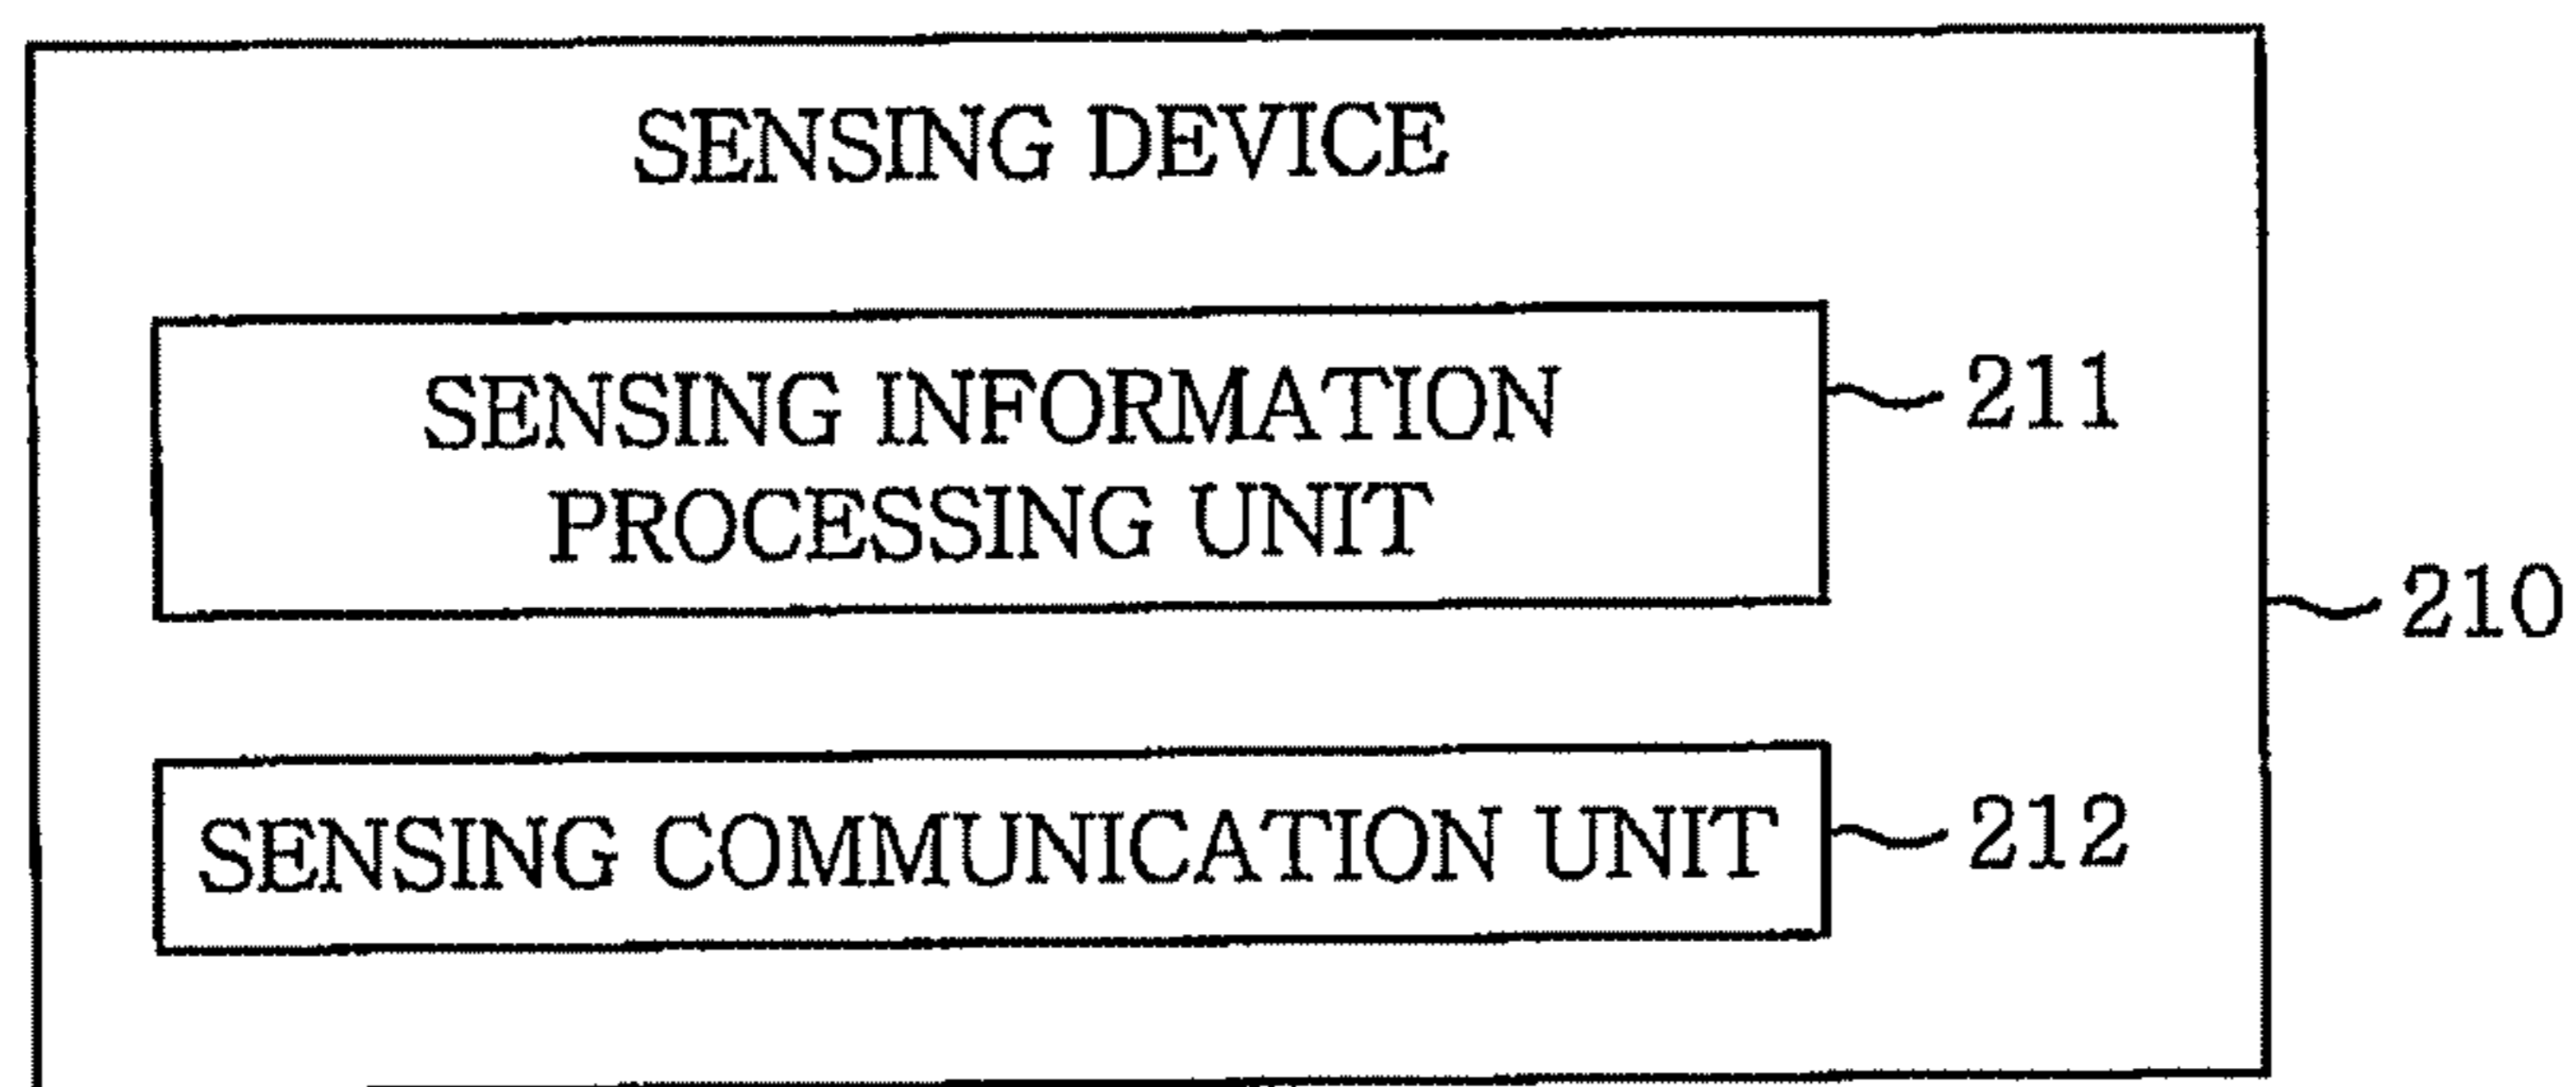 SENSING DEVICE
SENSING INFORMATION
PROCESSING UNIT
211
210
SENSING COMMUNICATION UNIT
212